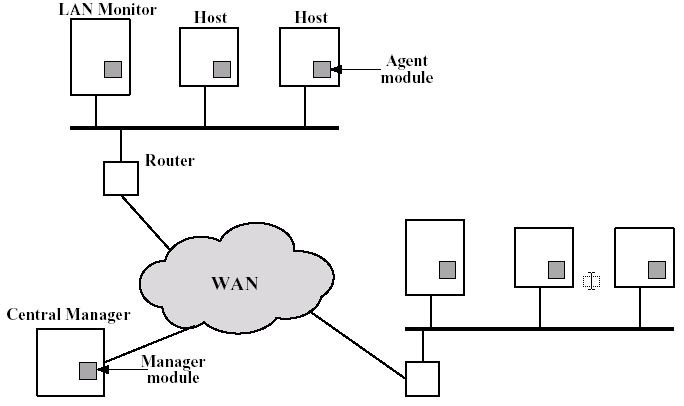 LAN Monitor
Host
Host
Agent
module
Router
WAN
Central Manager
Manager
module